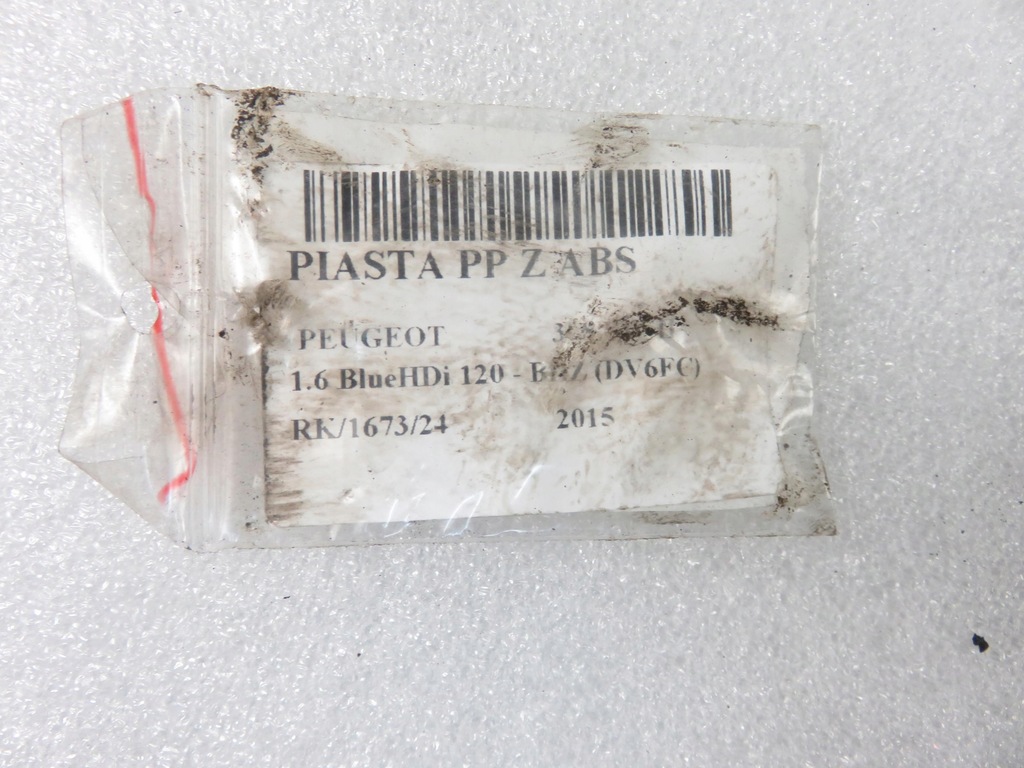 PIASTA PP Z ABS
PEUGEOT
1.6 BlueHDi 120 - (DV6FC)
RK/1673/24 2015